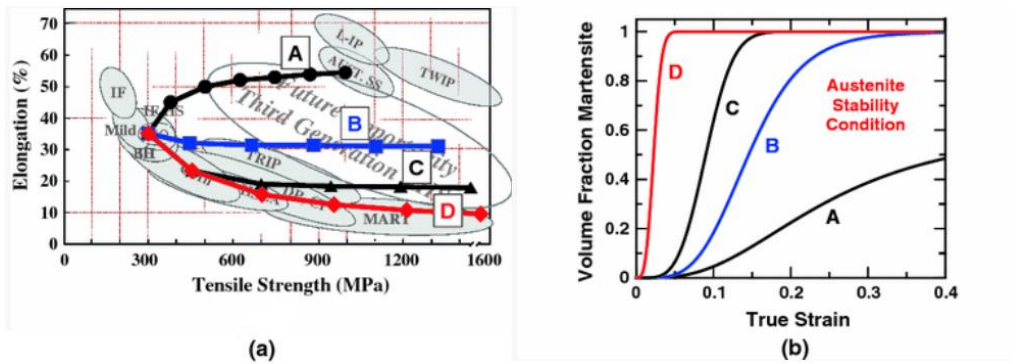 70
60
50
40
30
20
10
0
Elongation (%)
0
300
600
900
1200
1600
Tensile Strength (MPa)
A
B
C
D
L-IP
AUST. SS
TWIP
IF
Mild
BH
TRIP
MART
Future Opportunity
Third Generation
(a)
1
0.8
0.6
0.4
0.2
0
Volume Fraction Martensite
0
0.1
0.2
0.3
0.4
True Strain
D
C
B
A
Austenite
Stability
Condition
(b)